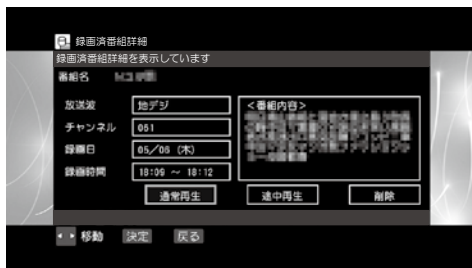 録画済番組詳細
録画済番組詳細を表示しています
番組名
放送波 地デジ
チャンネル 051
録画日 05/06 (木)
録画時間 18:09 ~ 18:12
<番組内容>
通常再生 途中再生 削除
移動 決定 戻る